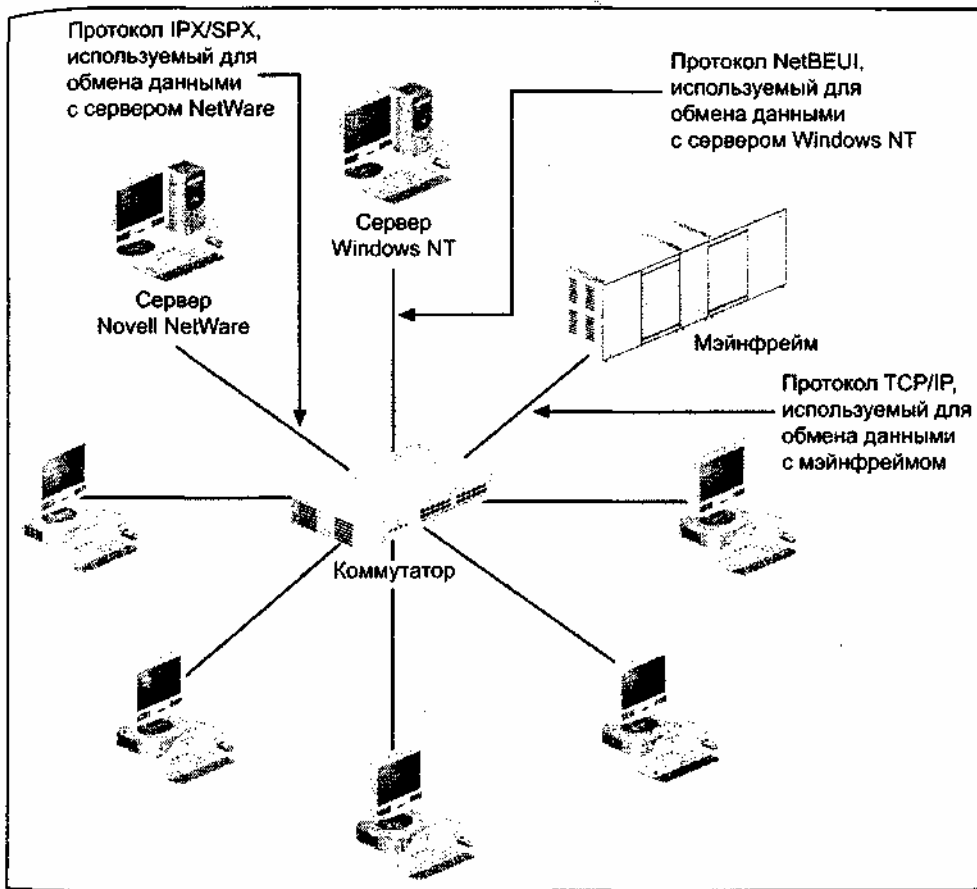 Протокол IPX/SPX,
используемый для
обмена данными
с сервером NetWare
Протокол NetBEUI,
используемый для
обмена данными
с сервером Windows NT
Сервер
Windows NT
Сервер
Novell NetWare
Мэйнфрейм
Протокол TCP/IP,
используемый для
обмена данными
с мэйнфреймом
Коммутатор